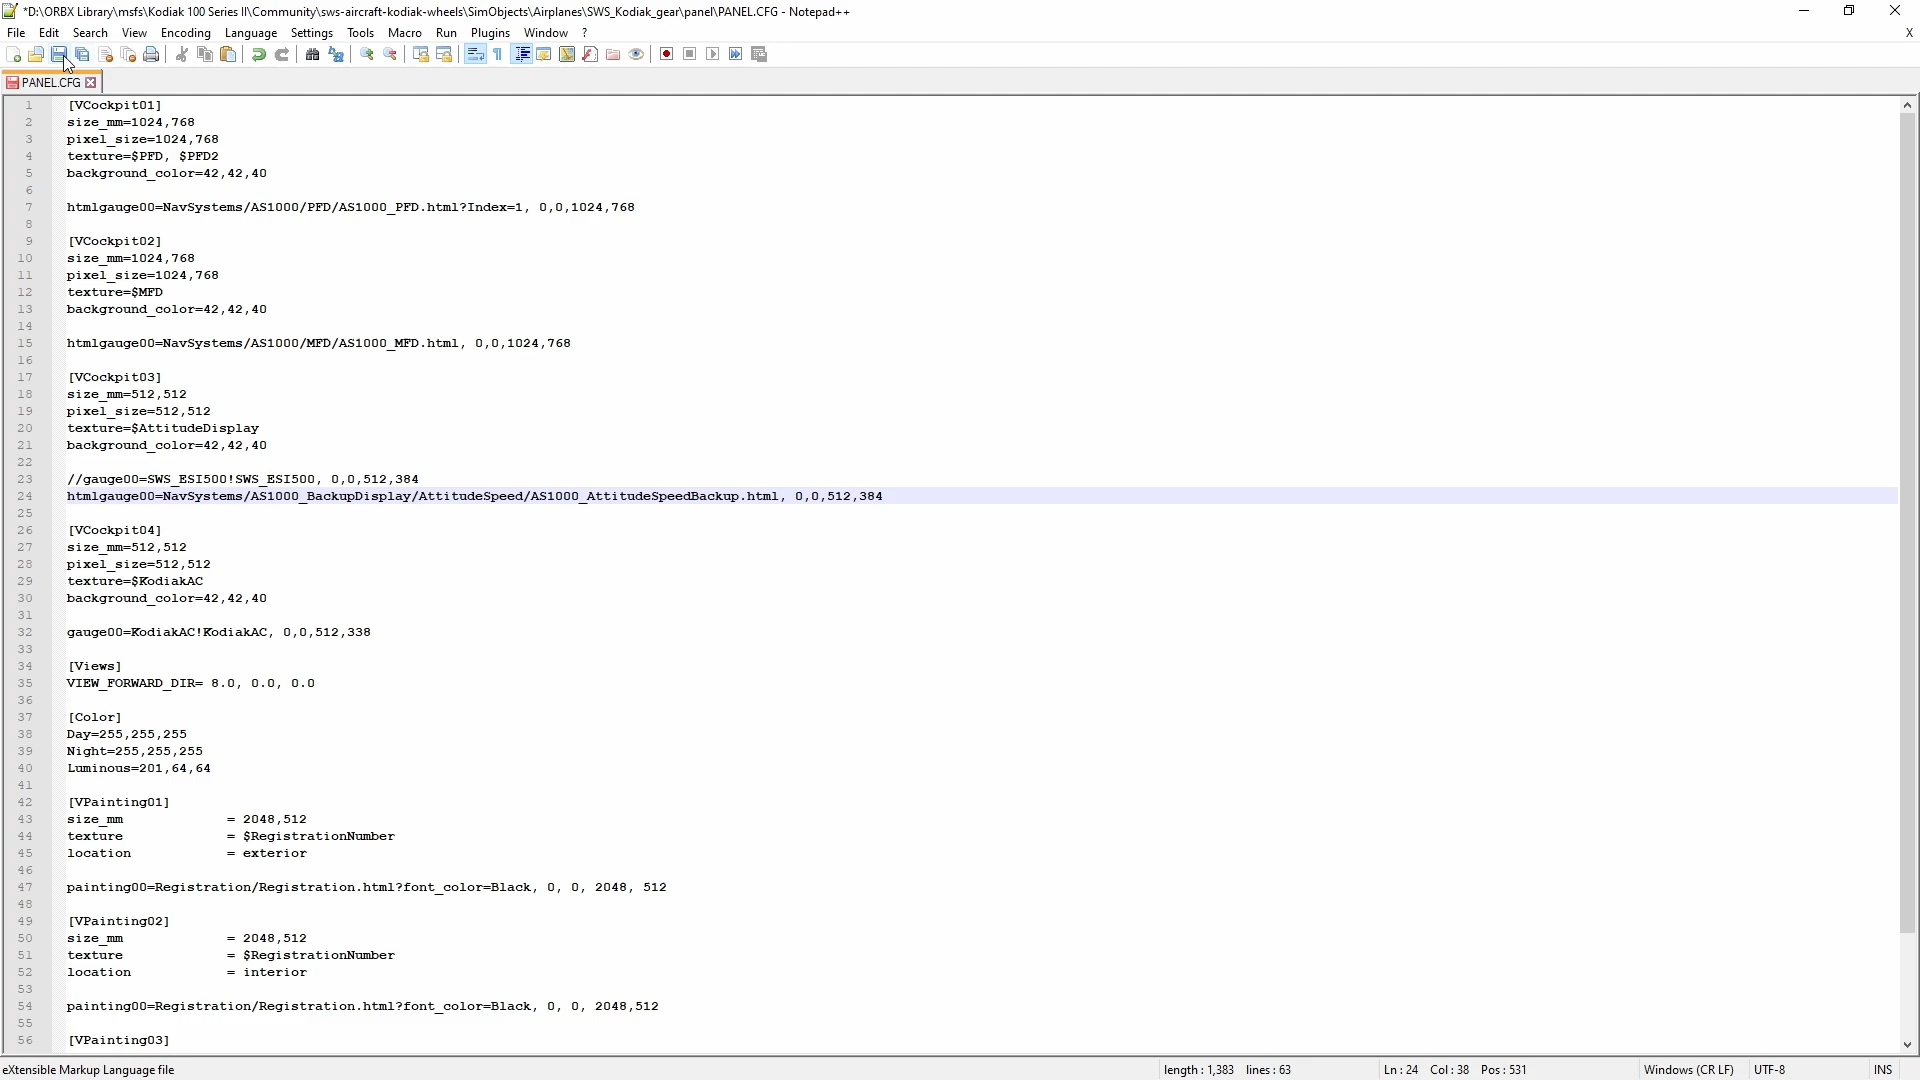 *D:\ORBX Library\msfs\Kodiak 100 Series II\Community\sws-aircraft-kodiak-wheels\SimObjects\Airplanes\SWS_Kodiak_gear\panel\PANEL.CFG - Notepad++
File Edit Search View Encoding Language Settings Tools Macro Run Plugins Window ? X
PANEL.CFG
1 [VCockpit01]
2 size_mm=1024,768
3 pixel_size=1024,768
4 texture=$PFD, $PFD2
5 background_color=42,42,40
6
7 htmlgauge00=NavSystems/AS1000/PFD/AS1000_PFD.html?Index=1, 0,0,1024,768
8
9 [VCockpit02]
10 size_mm=1024,768
11 pixel_size=1024,768
12 texture=$MFD
13 background_color=42,42,40
14
15 htmlgauge00=NavSystems/AS1000/MFD/AS1000_MFD.html, 0,0,1024,768
16
17 [VCockpit03]
18 size_mm=512,512
19 pixel_size=512,512
20 texture=$AttitudeDisplay
21 background_color=42,42,40
22
23 //gauge00=SWS_ESI500!SWS_ESI500, 0,0,512,384
24 htmlgauge00=NavSystems/AS1000_BackupDisplay/AttitudeSpeed/AS1000_AttitudeSpeedBackup.html, 0,0,512,384
25
26 [VCockpit04]
27 size_mm=512,512
28 pixel_size=512,512
29 texture=$KodiakAC
30 background_color=42,42,40
31
32 gauge00=KodiakAC!KodiakAC, 0,0,512,338
33
34 [Views]
35 VIEW_FORWARD_DIR= 8.0, 0.0, 0.0
36
37 [Color]
38 Day=255,255,255
39 Night=255,255,255
40 Luminous=201,64,64
41
42 [VPainting01]
43 size_mm = 2048,512
44 texture = $RegistrationNumber
45 location = exterior
46
47 painting00=Registration/Registration.html?font_color=Black, 0, 0, 2048, 512
48
49 [VPainting02]
50 size_mm = 2048,512
51 texture = $RegistrationNumber
52 location = interior
53
54 painting00=Registration/Registration.html?font_color=Black, 0, 0, 2048,512
55
56 [VPainting03]
eXtensible Markup Language file length : 1,383 lines : 63 Ln : 24 Col : 38 Pos : 531 Windows (CR LF) UTF-8 INS